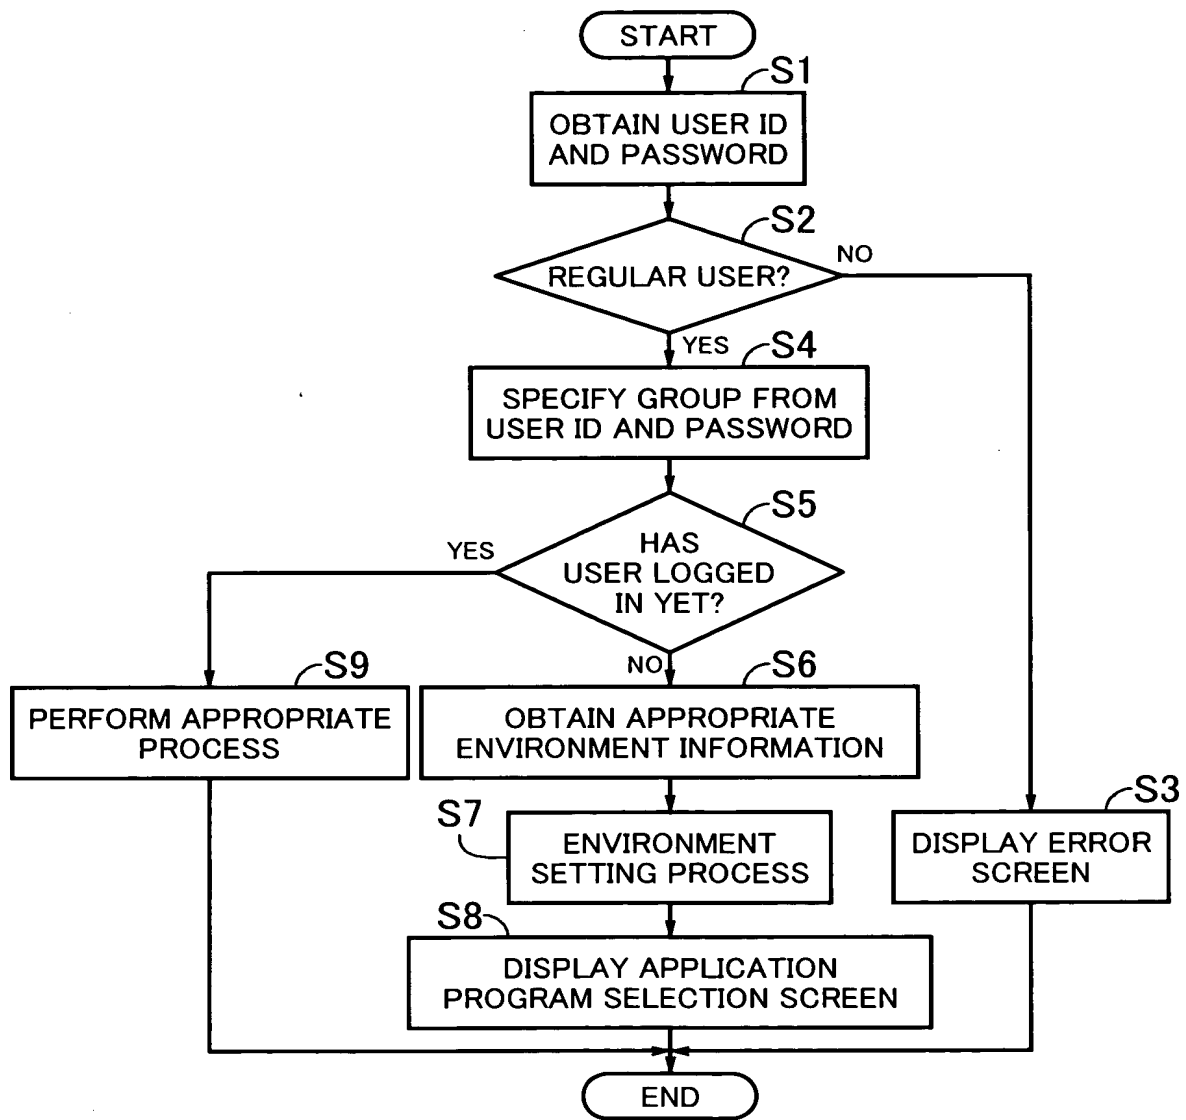 START
S1
OBTAIN USER ID
AND PASSWORD
S2
REGULAR USER?
NO
YES
S4
SPECIFY GROUP FROM
USER ID AND PASSWORD
S5
YES
HAS
USER LOGGED
IN YET?
NO
S9
PERFORM APPROPRIATE
PROCESS
S6
OBTAIN APPROPRIATE
ENVIRONMENT INFORMATION
S7
ENVIRONMENT
SETTING PROCESS
S3
DISPLAY ERROR
SCREEN
S8
DISPLAY APPLICATION
PROGRAM SELECTION SCREEN
END